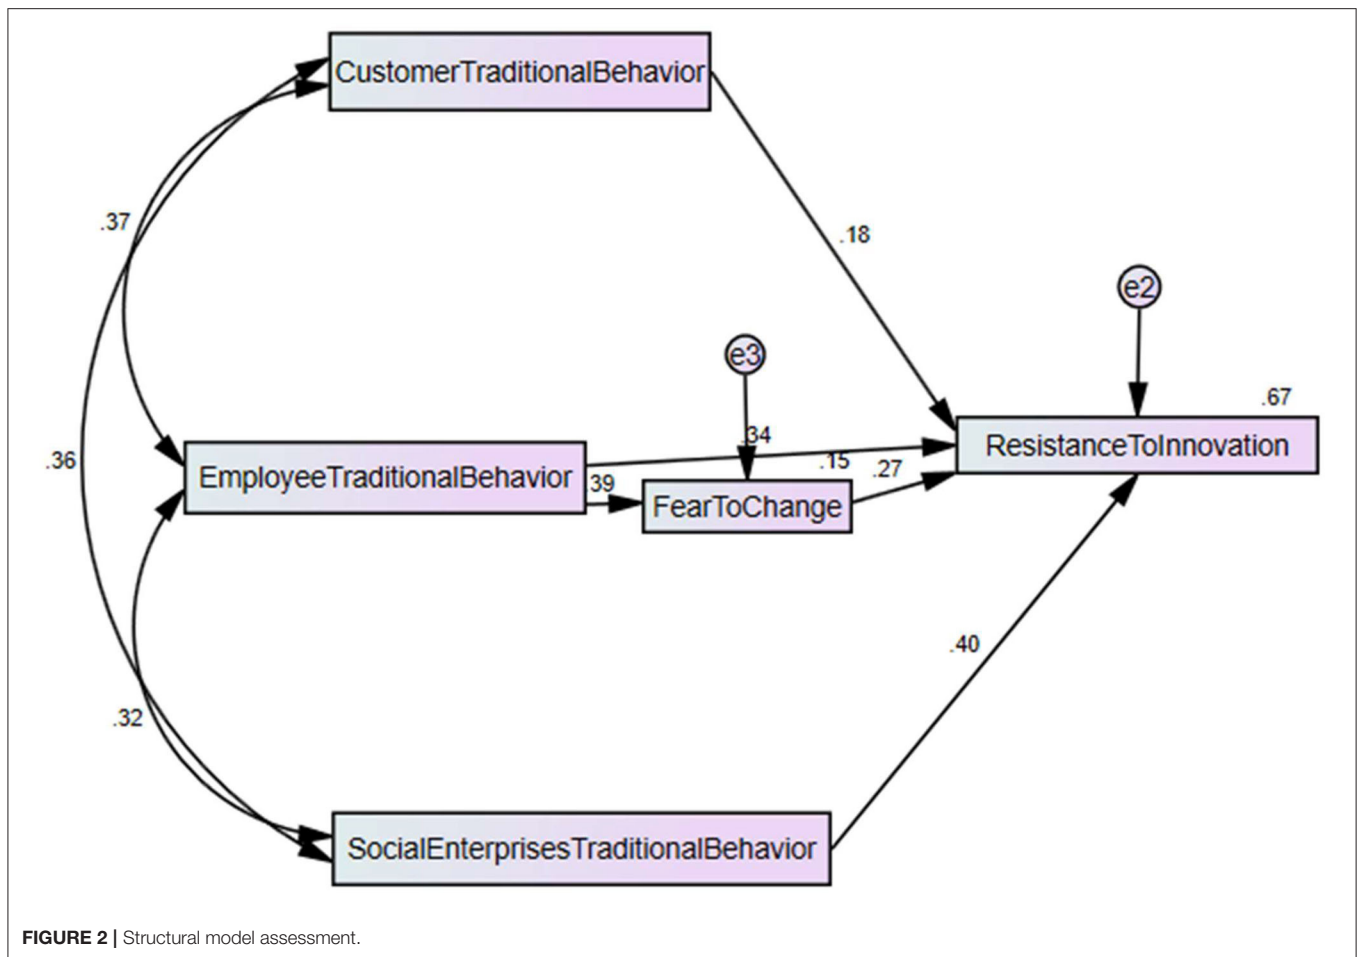 CustomerTraditionalBehavior
.37
.18
e2
e3
.67
.34
ResistanceToInnovation
.36
.15
.27
EmployeeTraditionalBehavior
39
FearToChange
.40
.32
SocialEnterprisesTraditionalBehavior
FIGURE 2 | Structural model assessment.